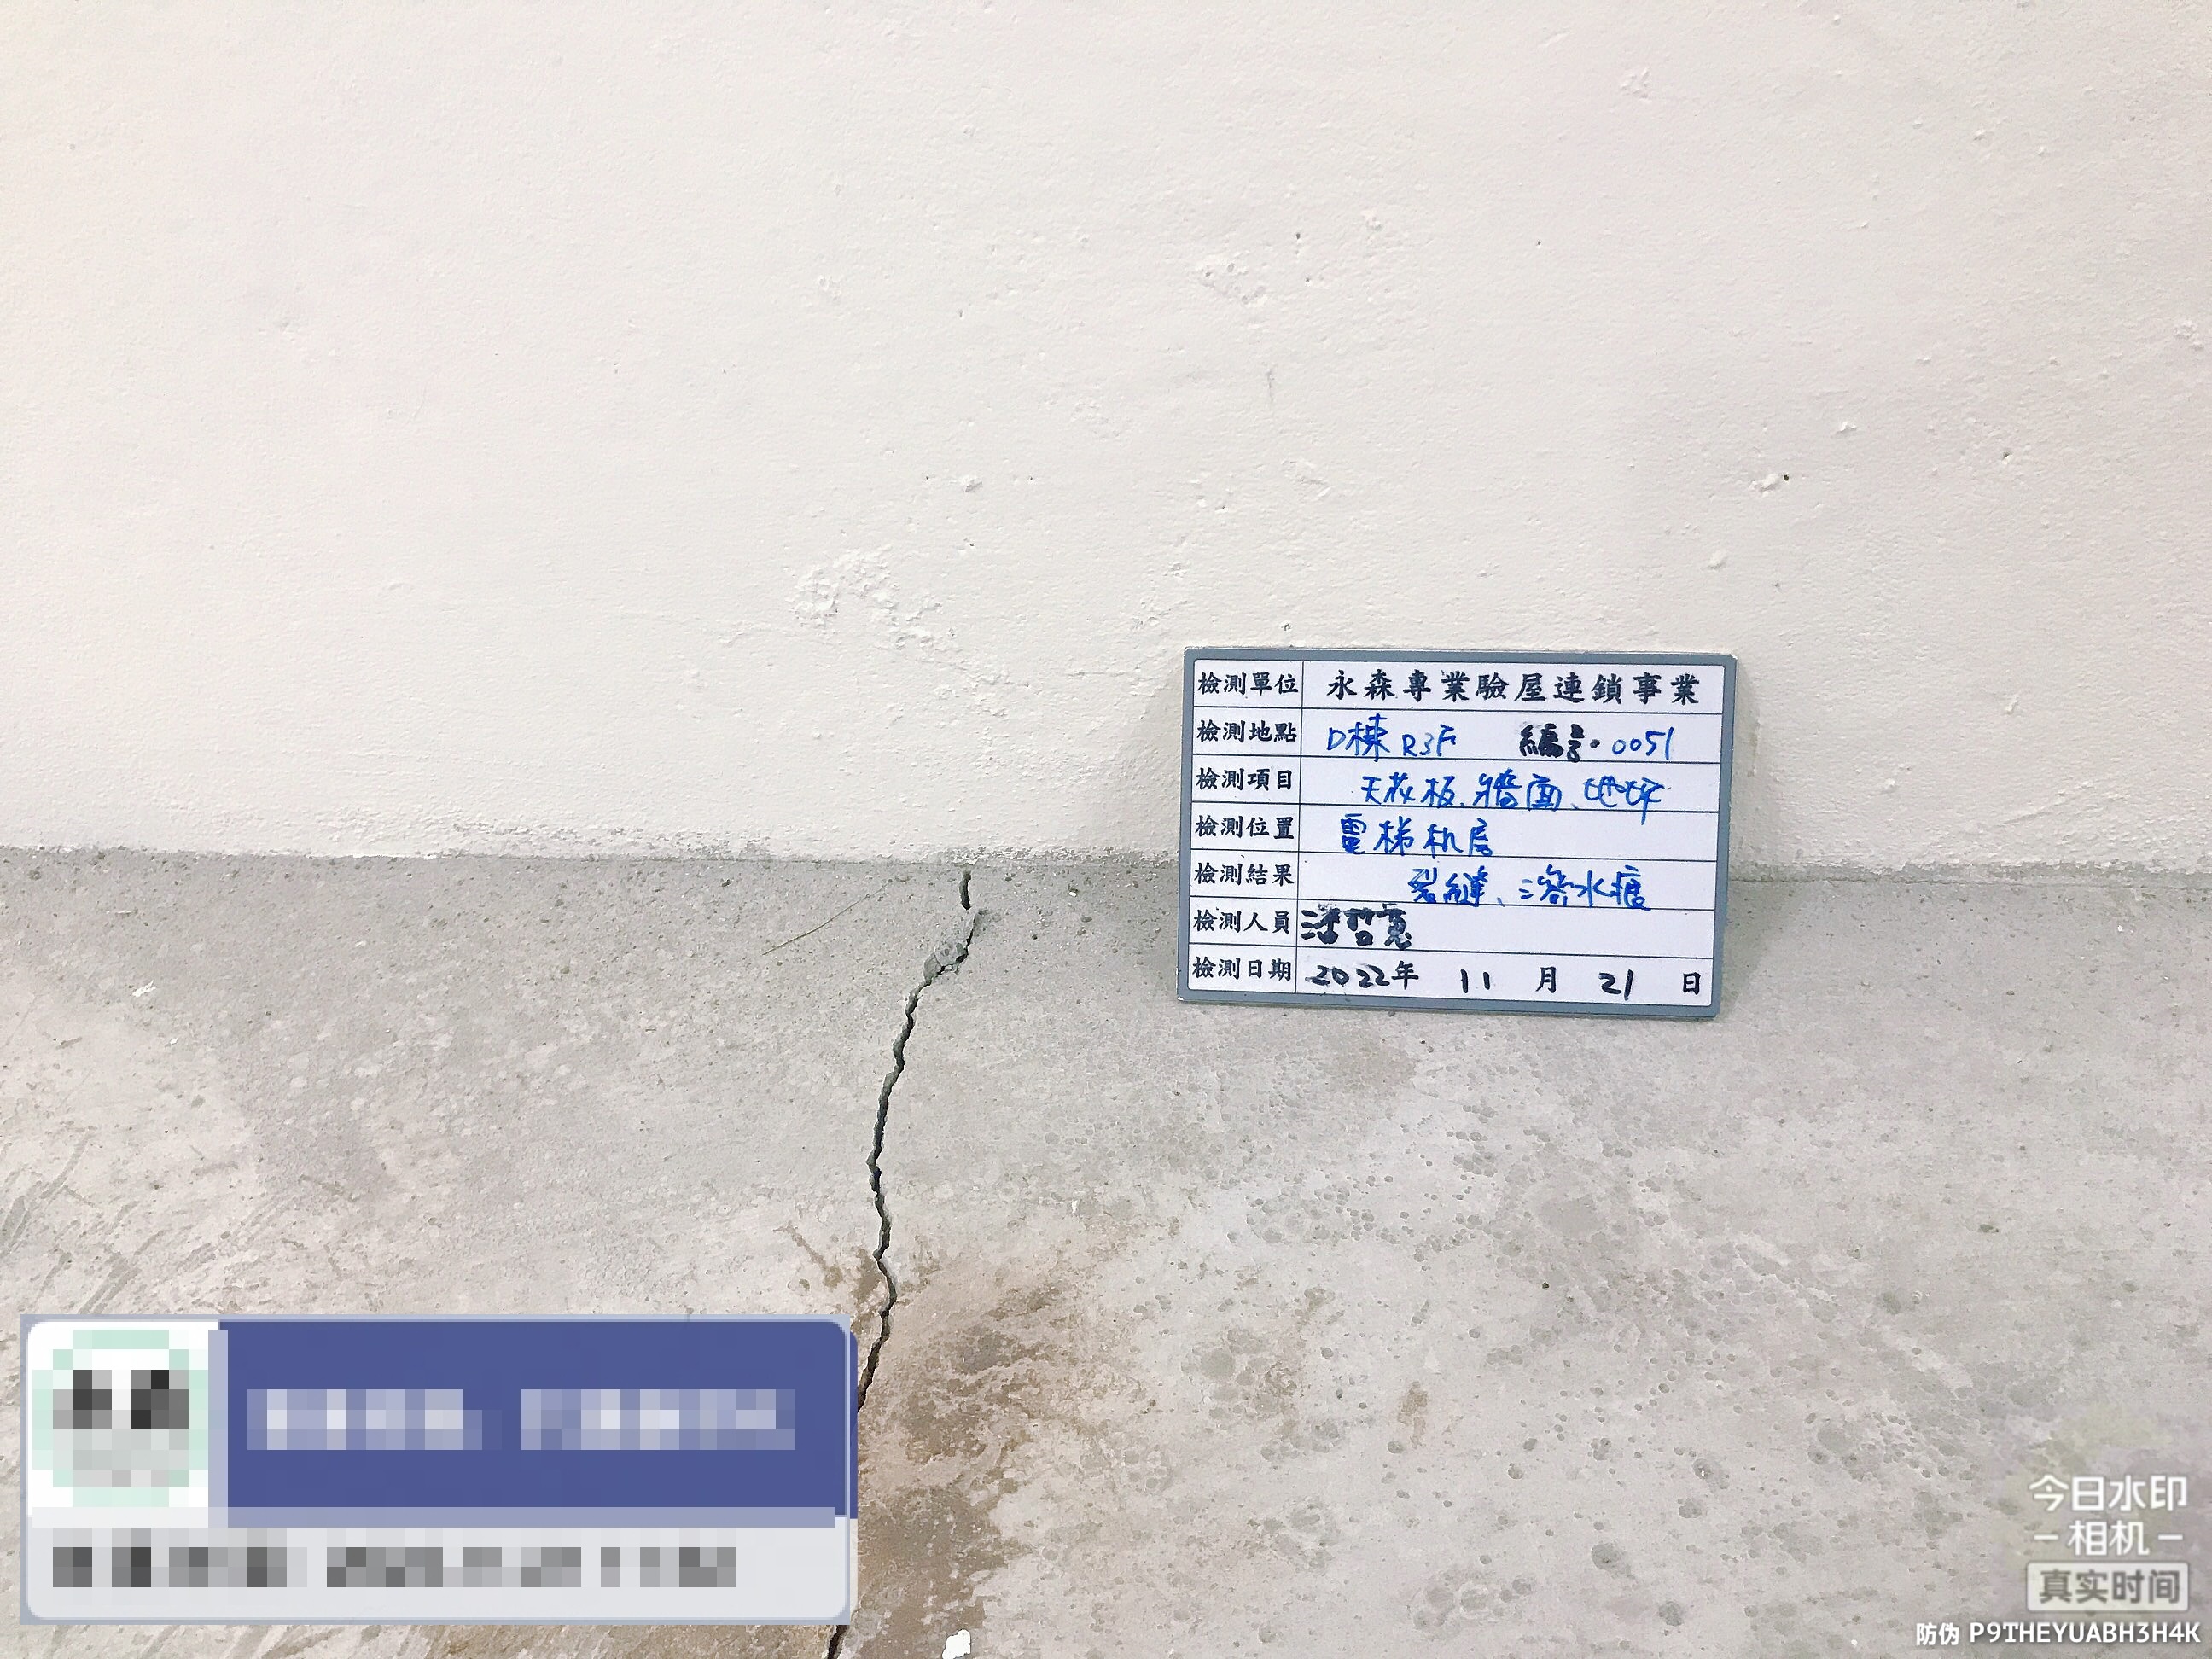 檢測單位 永森專業驗屋連鎖事業
檢測地點 D棟 R3F 編号. 0051
檢測項目 天花板、牆面、地坪
檢測位置 電梯机房
檢測結果 裂縫、滲水痕
檢測人員
檢測日期 2022年 11 月 21 日
今日水印
相机
真实时间
防伪 P9THEYUABH3H4K